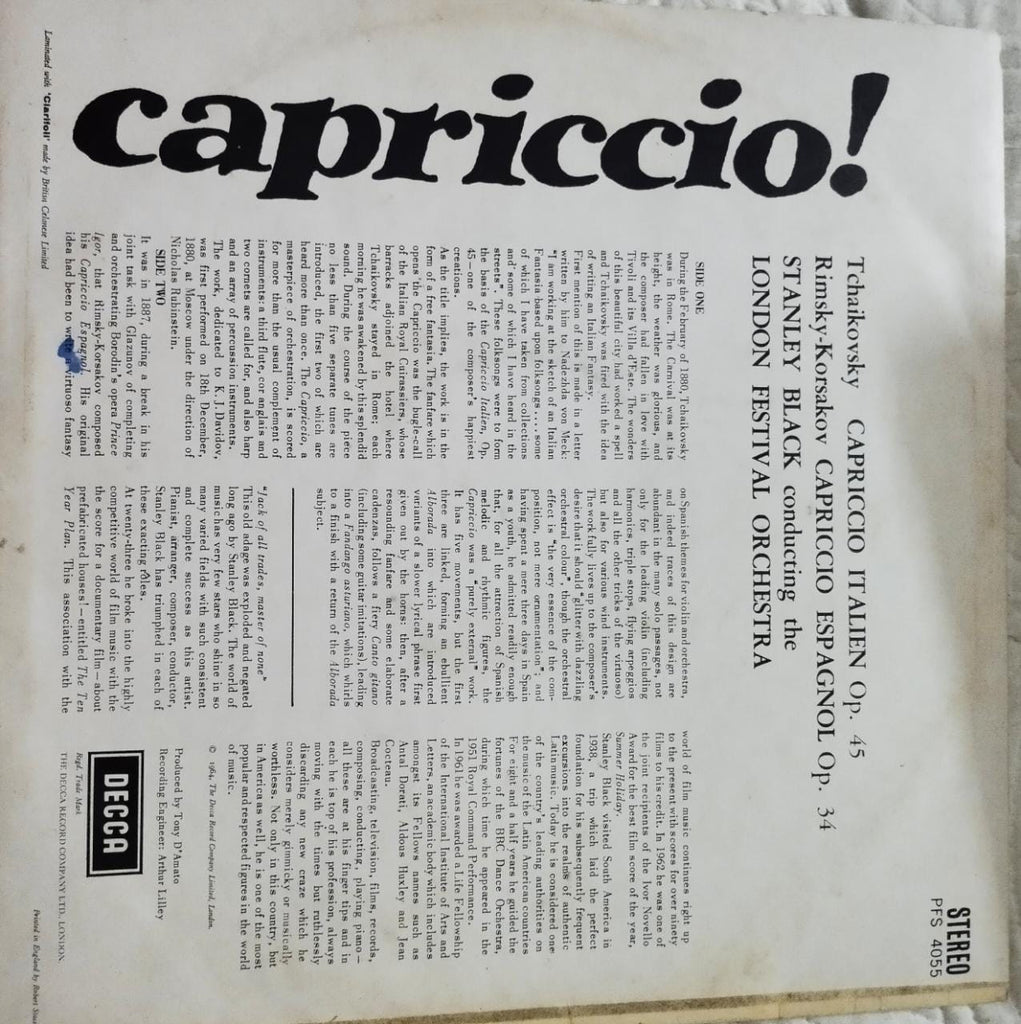 STEREO
PFS 4055
capriccio!
Tchaikovsky CAPRICCIO ITALIEN Op. 45
Rimsky-Korsakov CAPRICCIO ESPAGNOL Op. 34
STANLEY BLACK conducting the
LONDON FESTIVAL ORCHESTRA
SIDE ONE
During the February of 1880, Tchaikovsky
was in Rome. The Carnival was at its
height, the weather was glorious, and
the composer had fallen in love with
Tivoli and its Villa d'Este. The wonders
of this beautiful city had worked a spell
and Tchaikovsky was fired with the idea
of writing an Italian Fantasy.
First mention of this is made in a letter
written by him to Nadezhda von Meck:
"I am working at the sketch of an Italian
Fantasia based upon folksongs....some
of which I have taken from collections
and some of which I have heard in the
streets". These folksongs were to form
the basis of the Capriccio Italien, Op.
45—one of the composer's happiest
creations.
As the title implies, the work is in the
form of a free fantasia. The fanfare which
opens the Capriccio was the bugle-call
of the Italian Royal Cuirassiers, whose
barracks adjoined the hotel where
Tchaikovsky stayed in Rome; each
morning he was awakened by this splendid
sound. During the course of the piece
no less than five separate tunes are
introduced, the first two of which are
heard more than once. The Capriccio, a
masterpiece of orchestration, is scored
for more than the usual complement of
instruments: a third flute, cor anglais and
two cornets are called for, and also harp
and an array of percussion instruments.
The work, dedicated to K. J. Davidov,
was first performed on 18th December,
1880, at Moscow under the direction of
Nicholas Rubinstein.
SIDE TWO
It was in 1887, during a break in his
joint task with Glazunov of completing
and orchestrating Borodin's opera Prince
Igor, that Rimsky-Korsakov composed
his Capriccio Espagnol. His original
idea had been to write a virtuoso fantasy
on Spanish themes for violin and orchestra,
and indeed traces of this design are
abundant in the many solo passages, not
only for the leading violin (including
harmonics, triple stops, flying arpeggios
and all the other tricks of the virtuoso)
but also for various wind instruments.
The work fully lives up to the composer's
desire that it should "glitter with dazzling
orchestral colour", though the orchestral
effect is "the very essence of the com-
position, not mere ornamentation"; and
having spent a mere three days in Spain
as a youth, he admitted readily enough
that, for all the attraction of Spanish
melodic and rhythmic figures, the
Capriccio was a "purely external" work.
It has five movements, but the first
three are linked, forming an ebullient
Alborada into which are introduced
variants of a slower lyrical phrase first
given out by the horns: then, after a
resounding fanfare and some elaborate
cadenzas, follows a fiery Canto gitano
(including some guitar imitations), leading
into a Fandango asturiano, which whirls
to a finish with a return of the Alborada
subject.
"Jack of all trades, master of none"
This old adage was exploded and negated
long ago by Stanley Black. The world of
music has very few stars who shine in so
many varied fields with such consistent
and complete success as this artist.
Pianist, arranger, composer, conductor,
Stanley Black has triumphed in each of
these exacting rôles.
At twenty-three he broke into the highly
competitive world of film music with the
the score for a documentary film—about
prefabricated houses!—entitled The Ten
Year Plan. This association with the
world of film music continues right up
to the present with scores for over ninety
films to his credit. In 1962 he was one of
the joint recipients of the Ivor Novello
Award for the best film score of the year,
Summer Holiday.
Stanley Black visited South America in
1938, a trip which laid the perfect
foundation for his subsequently frequent
excursions into the realms of authentic
Latin music. Today he is considered one
of the country's leading authorities on
the music of the Latin American countries
For eight and a half years he guided the
fortunes of the BBC Dance Orchestra,
during which time he appeared in the
1951 Royal Command Performance.
In 1961 he was awarded a Life Fellowship
of the International Institute of Arts and
Letters, an academic body which includes
amongst its Fellows names such as
Antal Dorati, Aldous Huxley and Jean
Cocteau.
Broadcasting, television, films, records,
composing, conducting, playing piano—
all these are at his finger tips and in
each he is top of his profession, always
moving with the times but ruthlessly
discarding any new craze which he
considers merely gimmicky or musically
worthless. Not only in this country, but
in America as well, he is one of the most
popular and respected figures in the world
of music.
© 1964, The Decca Record Company Limited, London.
Produced by Tony D'Amato
Recording Engineer: Arthur Lilley
DECCA
Regd. Trade Mark
THE DECCA RECORD COMPANY LTD., LONDON.
Laminated with 'Clarifoil' made by British Celanese Limited
Printed in England by Robert